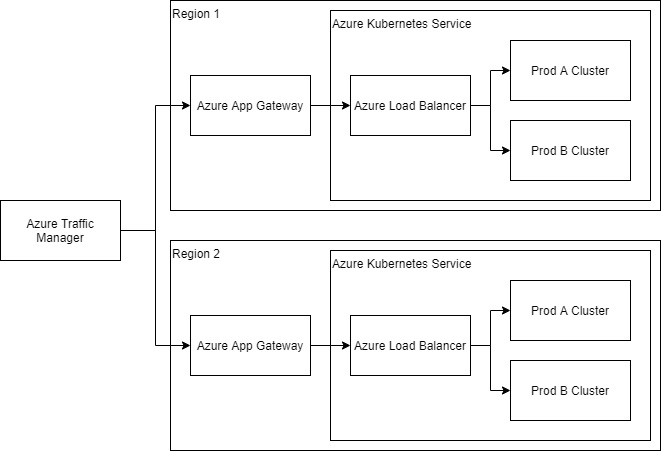 Region 1
Azure Kubernetes Service
Prod A Cluster
Azure App Gateway
Azure Load Balancer
Prod B Cluster
Azure Traffic
Manager
Region 2
Azure Kubernetes Service
Prod A Cluster
Azure App Gateway
Azure Load Balancer
Prod B Cluster